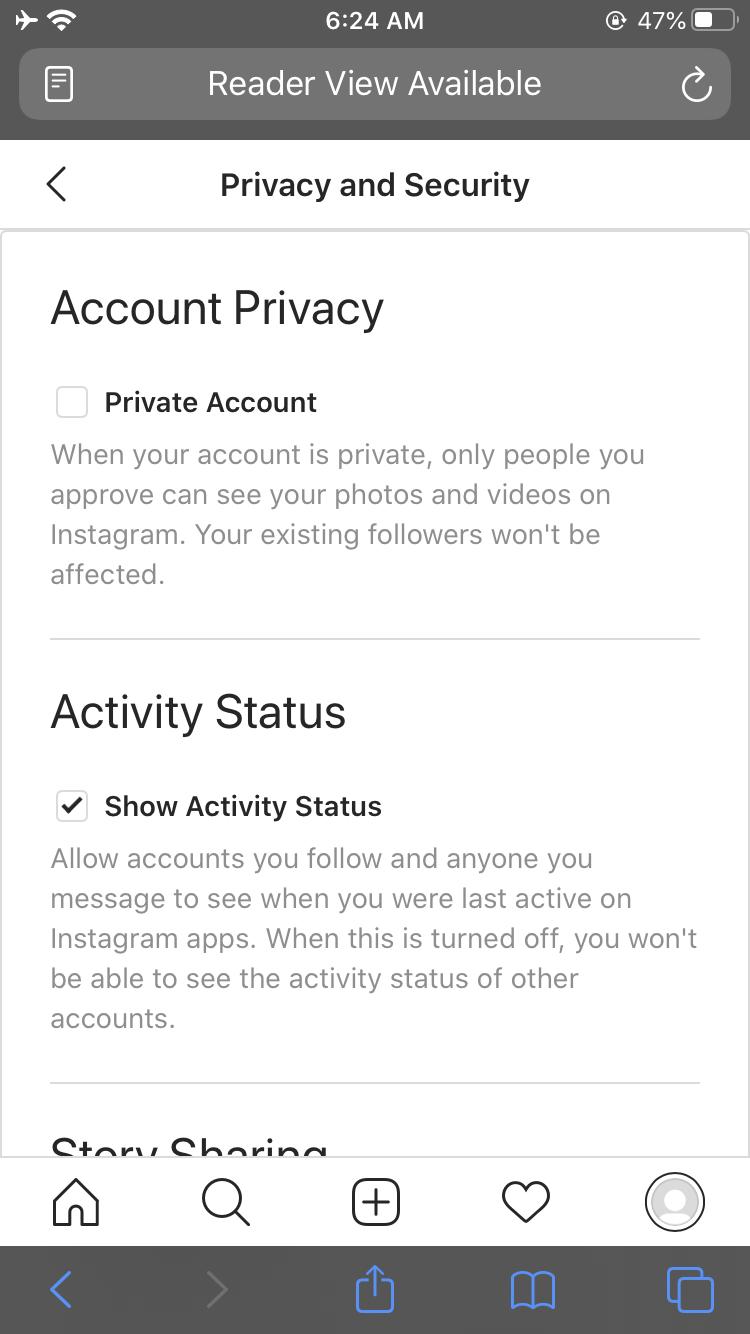 6:24 AM
47%
Reader View Available
Privacy and Security
Account Privacy
Private Account
When your account is private, only people you
approve can see your photos and videos on
Instagram. Your existing followers won't be
affected.
Activity Status
Show Activity Status
Allow accounts you follow and anyone you
message to see when you were last active on
Instagram apps. When this is turned off, you won't
be able to see the activity status of other
accounts.
Story Sharing